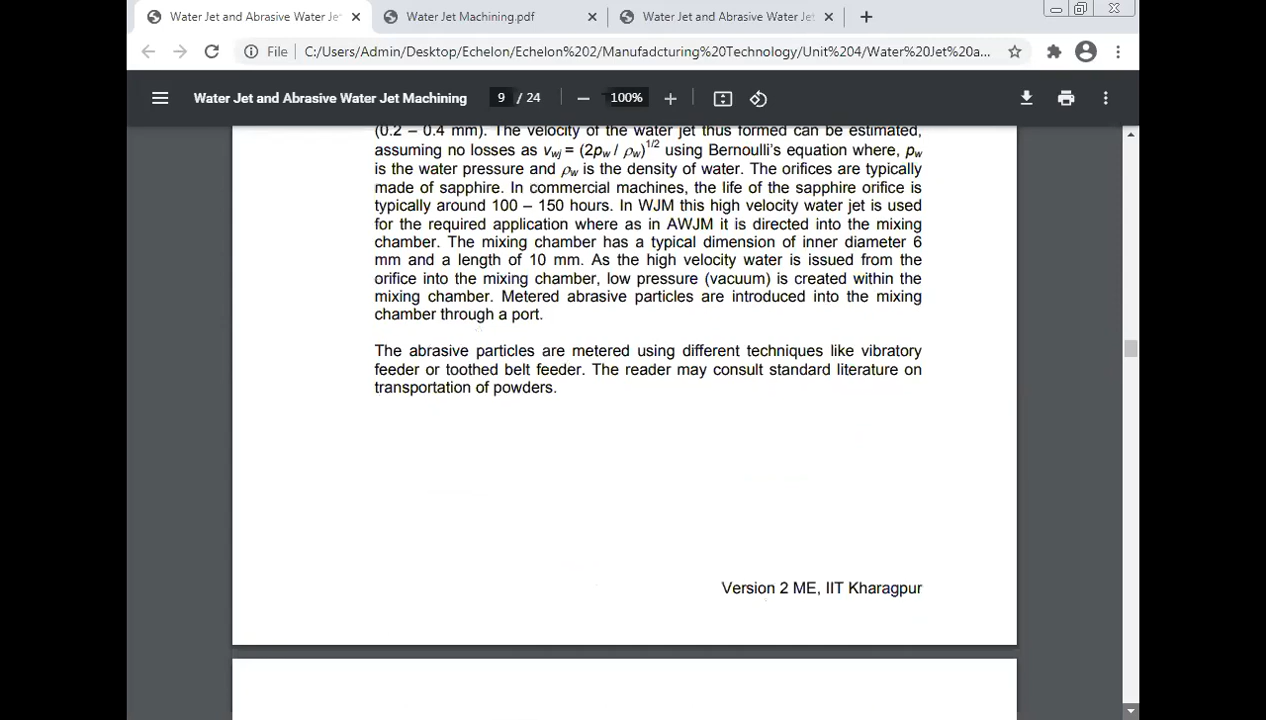 Water Jet and Abrasive Water Je
Water Jet Machining.pdf
Water Jet and Abrasive Water Jet
File
C:/Users/Admin/Desktop/Echelon/Echelon%202/Manufadcturing%20Technology/Unit%204/Water%20Jet%20a...
Water Jet and Abrasive Water Jet Machining
9 / 24
100%
(0.2 – 0.4 mm). The velocity of the water jet thus formed can be estimated,
assuming no losses as vwj = (2pw / ρw)1/2 using Bernoulli's equation where, pw
is the water pressure and ρw is the density of water. The orifices are typically
made of sapphire. In commercial machines, the life of the sapphire orifice is
typically around 100 – 150 hours. In WJM this high velocity water jet is used
for the required application where as in AWJM it is directed into the mixing
chamber. The mixing chamber has a typical dimension of inner diameter 6
mm and a length of 10 mm. As the high velocity water is issued from the
orifice into the mixing chamber, low pressure (vacuum) is created within the
mixing chamber. Metered abrasive particles are introduced into the mixing
chamber through a port.
The abrasive particles are metered using different techniques like vibratory
feeder or toothed belt feeder. The reader may consult standard literature on
transportation of powders.
Version 2 ME, IIT Kharagpur